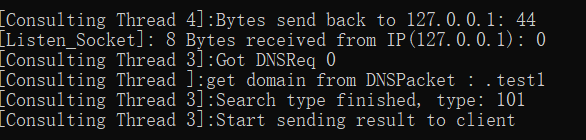 [Consulting Thread 4]:Bytes send back to 127.0.0.1: 44
[Listen_Socket]: 8 Bytes received from IP(127.0.0.1): 0
[Consulting Thread 3]:Got DNSReq 0
[Consulting Thread ]:get domain from DNSPacket : .test1
[Consulting Thread 3]:Search type finished, type: 101
[Consulting Thread 3]:Start sending result to client